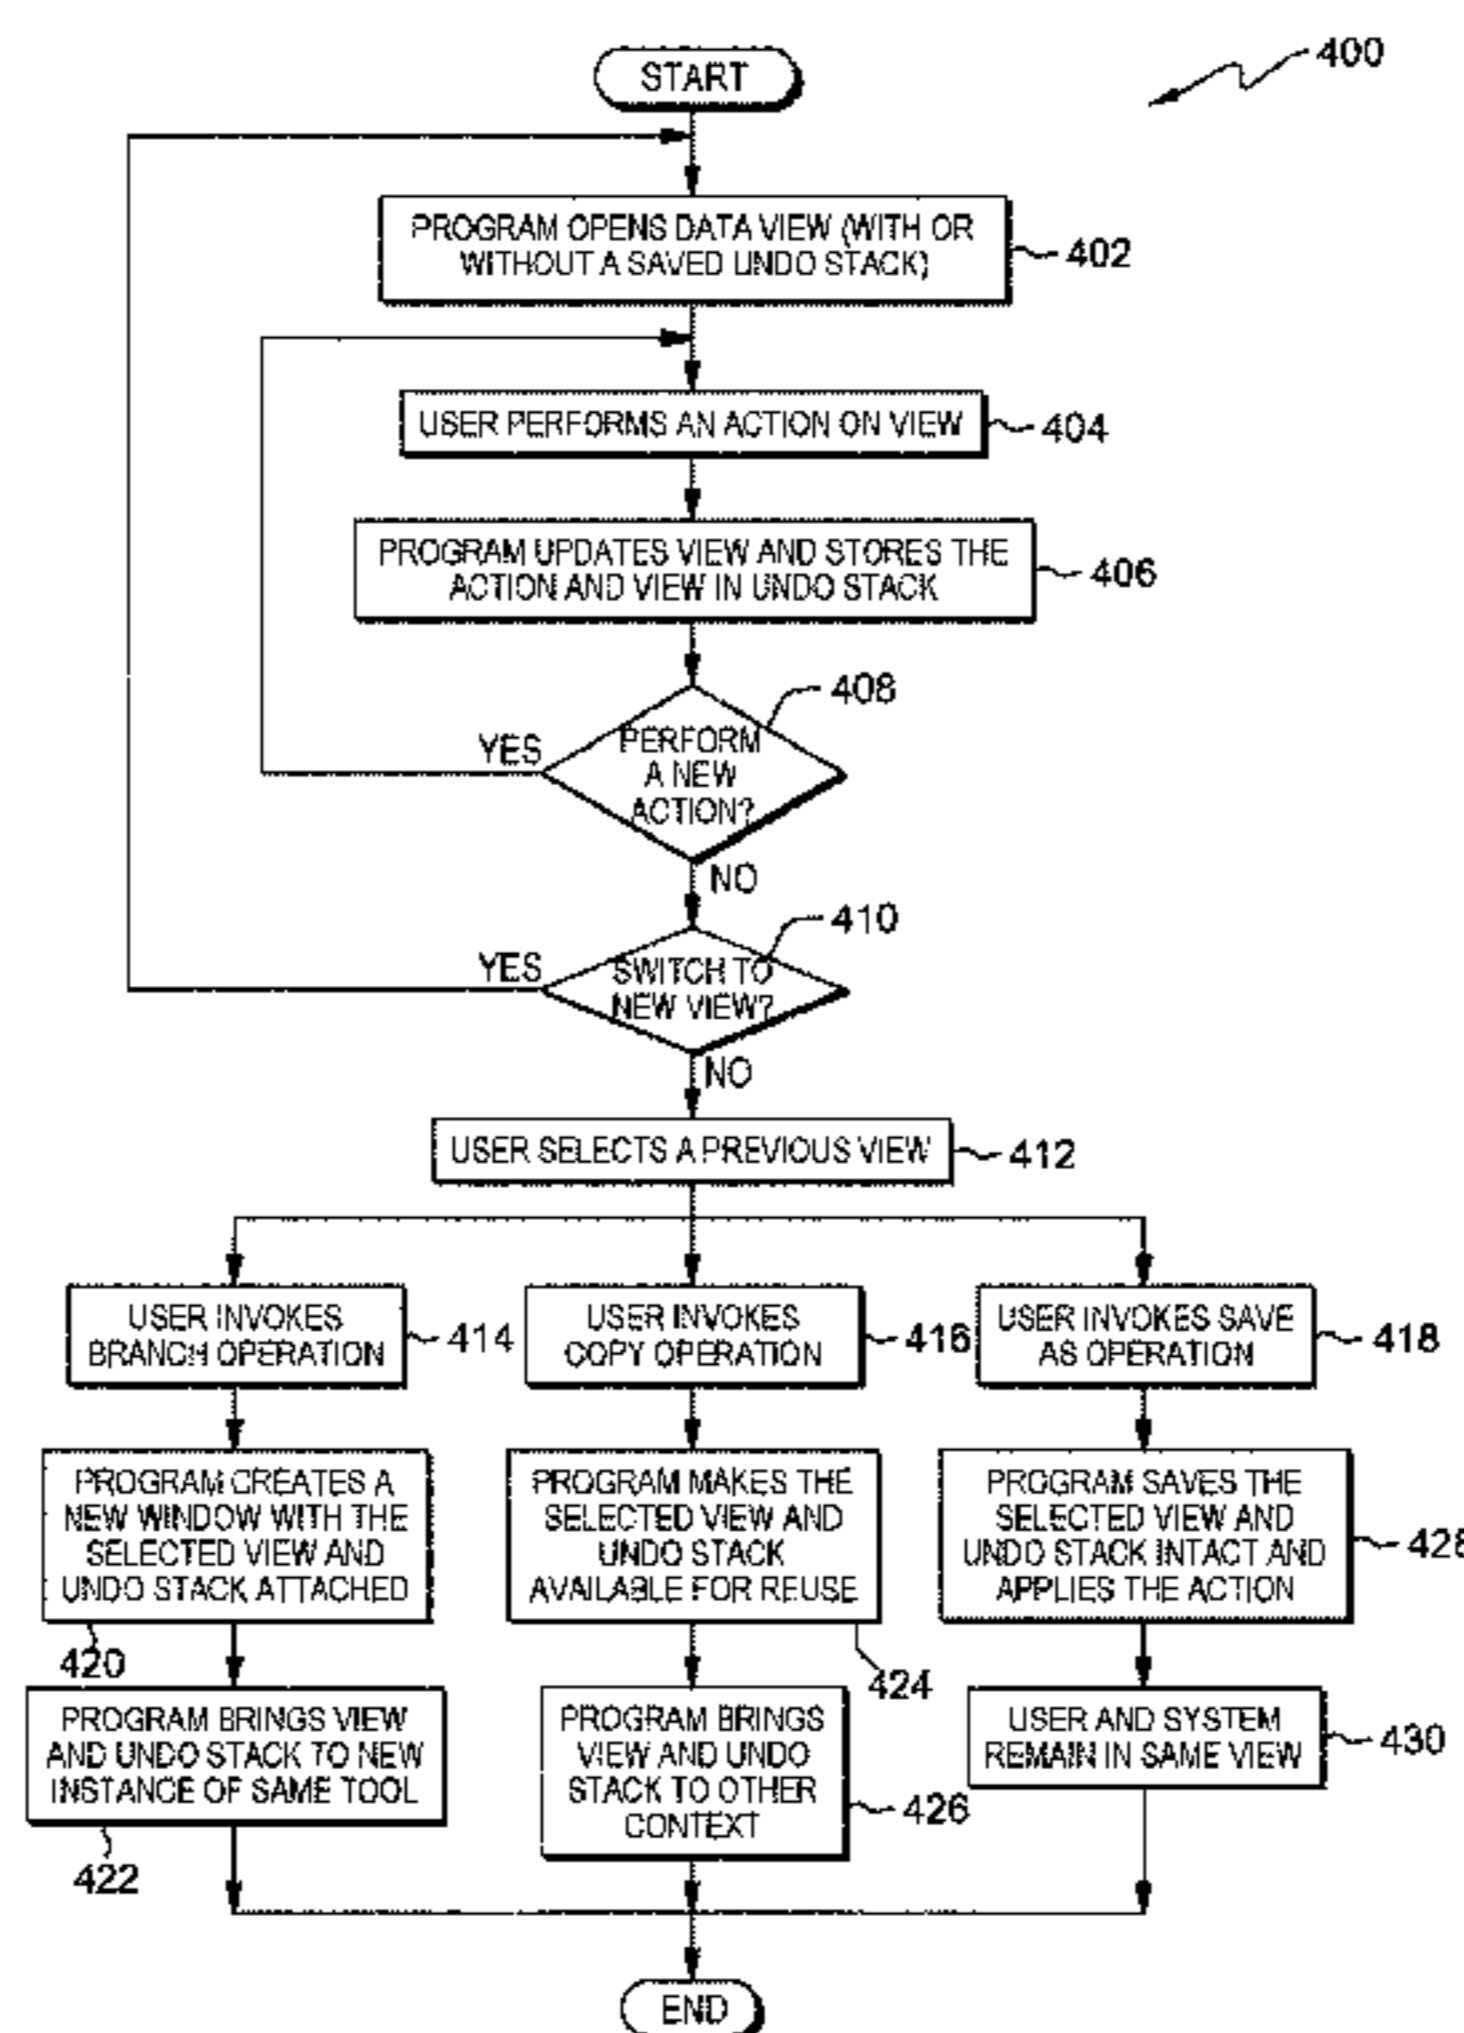 START
400
PROGRAM OPENS DATA VIEW (WITH OR
WITHOUT A SAVED UNDO STACK)
402
USER PERFORMS AN ACTION ON VIEW
404
PROGRAM UPDATES VIEW AND STORES THE
ACTION AND VIEW IN UNDO STACK
406
408
YES
PERFORM
A NEW
ACTION?
NO
410
YES
SWITCH TO
NEW VIEW?
NO
USER SELECTS A PREVIOUS VIEW
412
USER INVOKES
BRANCH OPERATION
414
USER INVOKES
COPY OPERATION
416
USER INVOKES SAVE
AS OPERATION
418
PROGRAM CREATES A
NEW WINDOW WITH THE
SELECTED VIEW AND
UNDO STACK ATTACHED
420
PROGRAM MAKES THE
SELECTED VIEW AND
UNDO STACK
AVAILABLE FOR REUSE
424
PROGRAM SAVES THE
SELECTED VIEW AND
UNDO STACK INTACT AND
APPLIES THE ACTION
428
PROGRAM BRINGS VIEW
AND UNDO STACK TO NEW
INSTANCE OF SAME TOOL
422
PROGRAM BRINGS
VIEW AND UNDO
STACK TO OTHER
CONTEXT
426
USER AND SYSTEM
REMAIN IN SAME VIEW
430
END